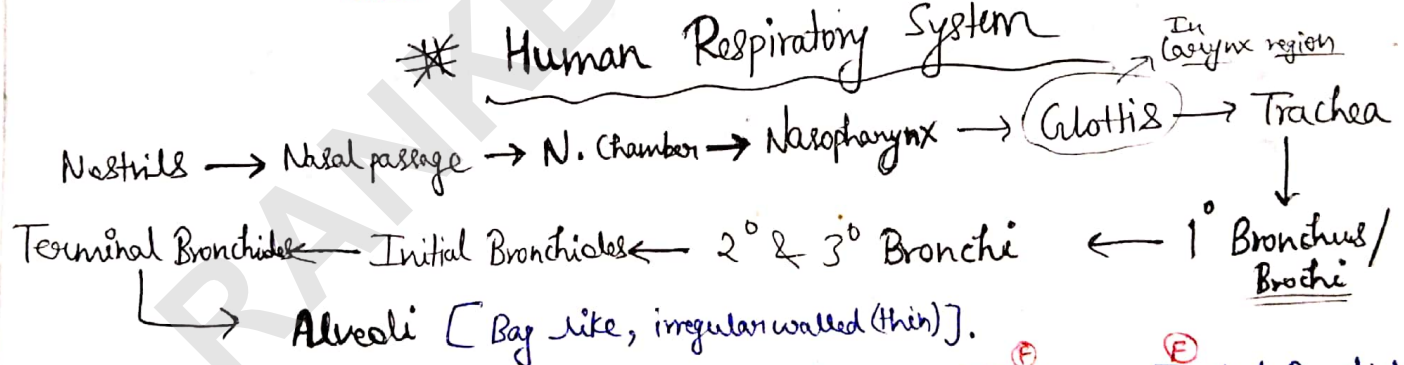 * Human Respiratory System
In Larynx region
Nostrils → Nasal passage → N. Chamber → Nasopharynx → Glottis → Trachea
↓
Terminal Bronchioles ← Initial Bronchioles ← 2° & 3° Bronchi ← 1° Bronchus/
Brochi
Alveoli [Bag like, irregular walled (thin)].
F E
RANKE